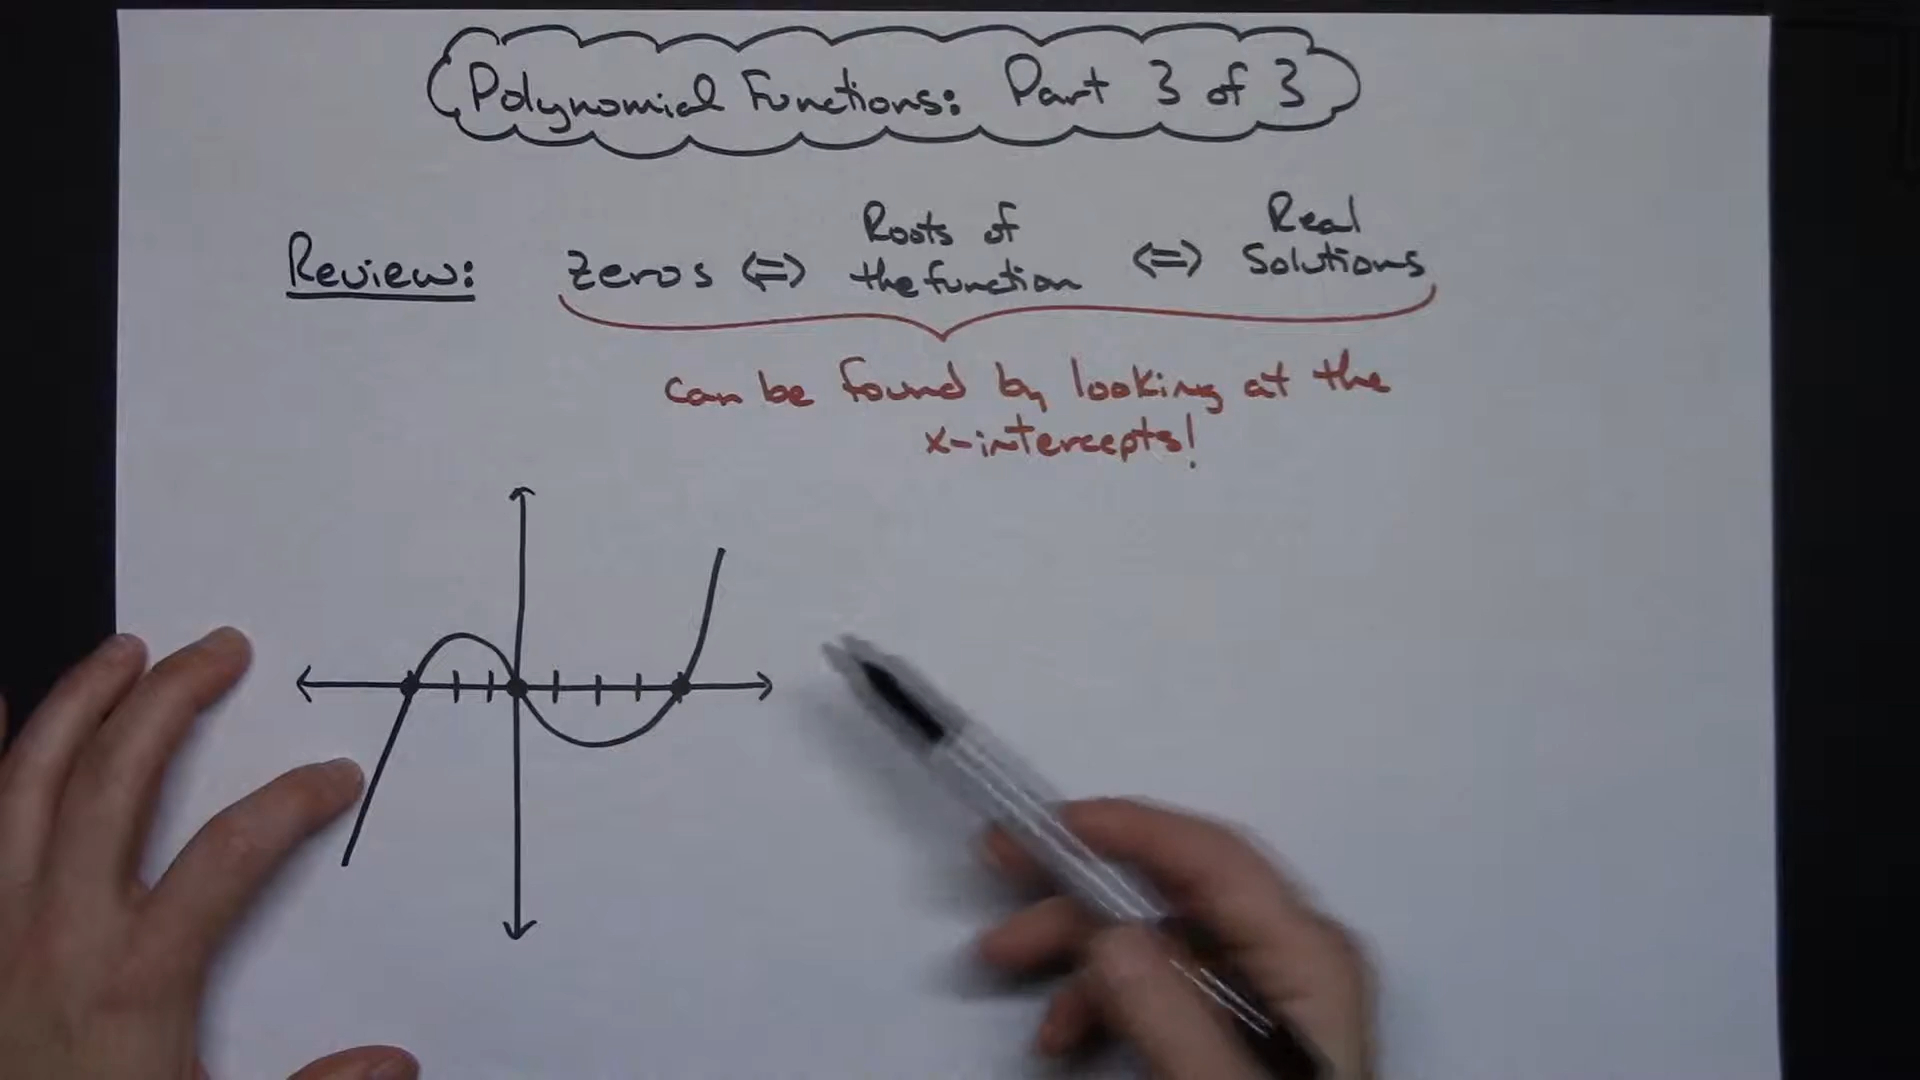 Polynomial Functions: Part 3 of 3
Review: Zeros <=> Roots of the function <=> Real Solutions
can be found by looking at the
x-intercepts!